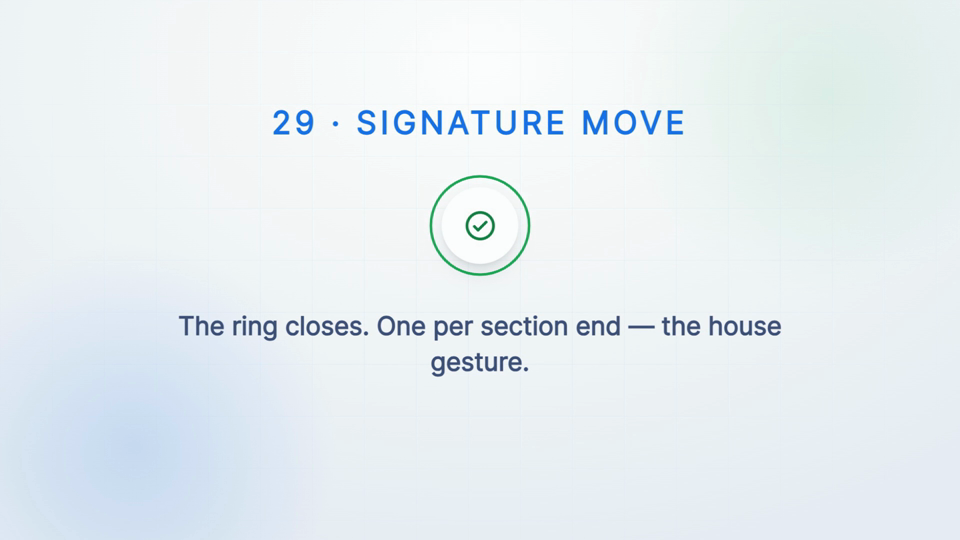 29 · SIGNATURE MOVE
The ring closes. One per section end — the house
gesture.